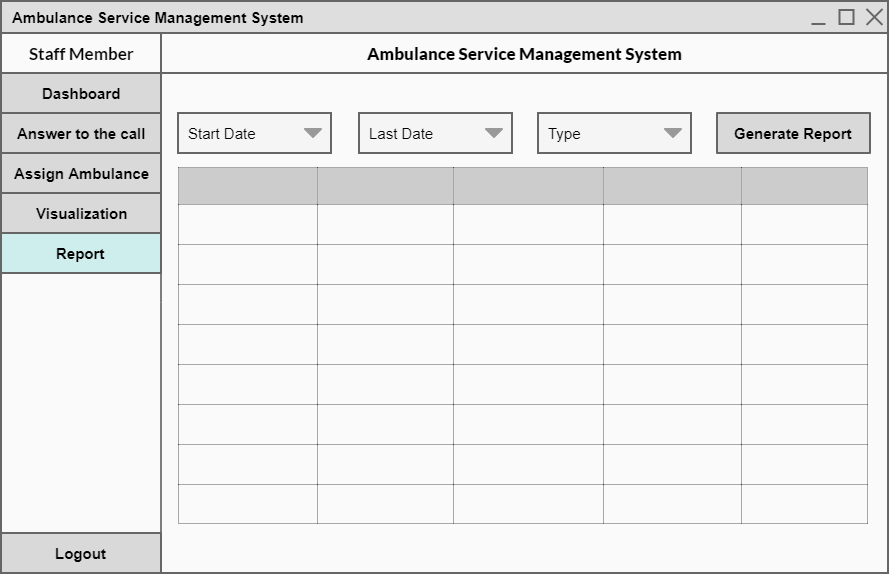 Ambulance Service Management System
Staff Member
Ambulance Service Management System
Dashboard
Answer to the call
Assign Ambulance
Visualization
Report
Start Date
Last Date
Type
Generate Report
Logout